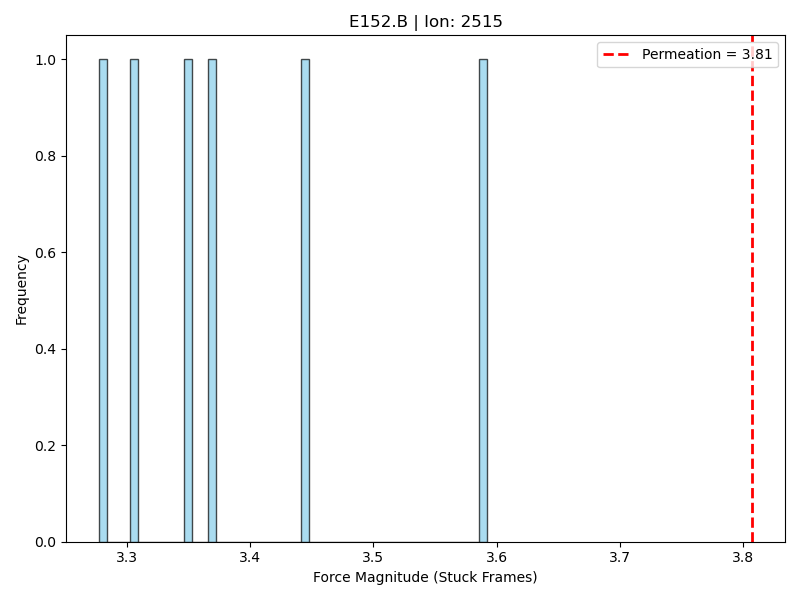 E152.B | Ion: 2515
Permeation = 3.81
1.0
0.8
0.6
0.4
0.2
0.0
Frequency
3.3 3.4 3.5 3.6 3.7 3.8
Force Magnitude (Stuck Frames)